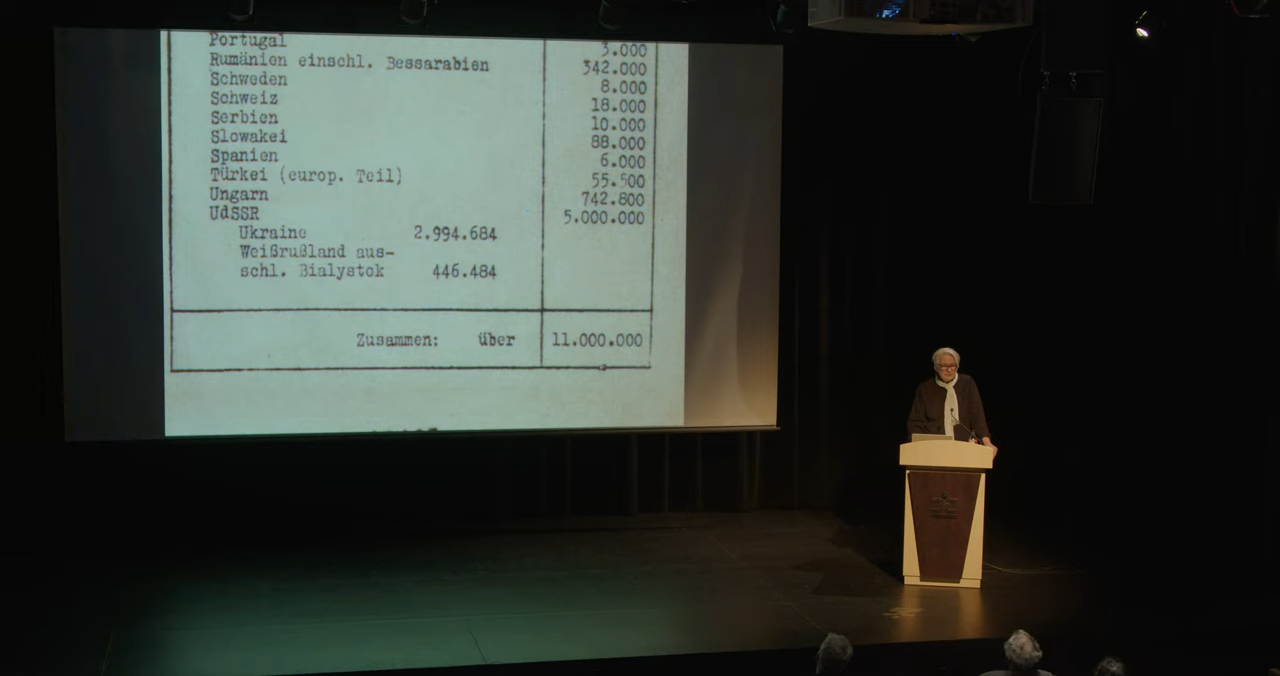 Portugal 3.000
Rumänien einschl. Bessarabien 342.000
Schweden 8.000
Schweiz 18.000
Serbien 10.000
Slowakei 88.000
Spanien 6.000
Türkei (europ. Teil) 55.500
Ungarn 742.800
UdSSR 5.000.000
Ukraine 2.994.684
Weißrußland aus-
schl. Bialystok 446.484
Zusammen: über 11.000.000